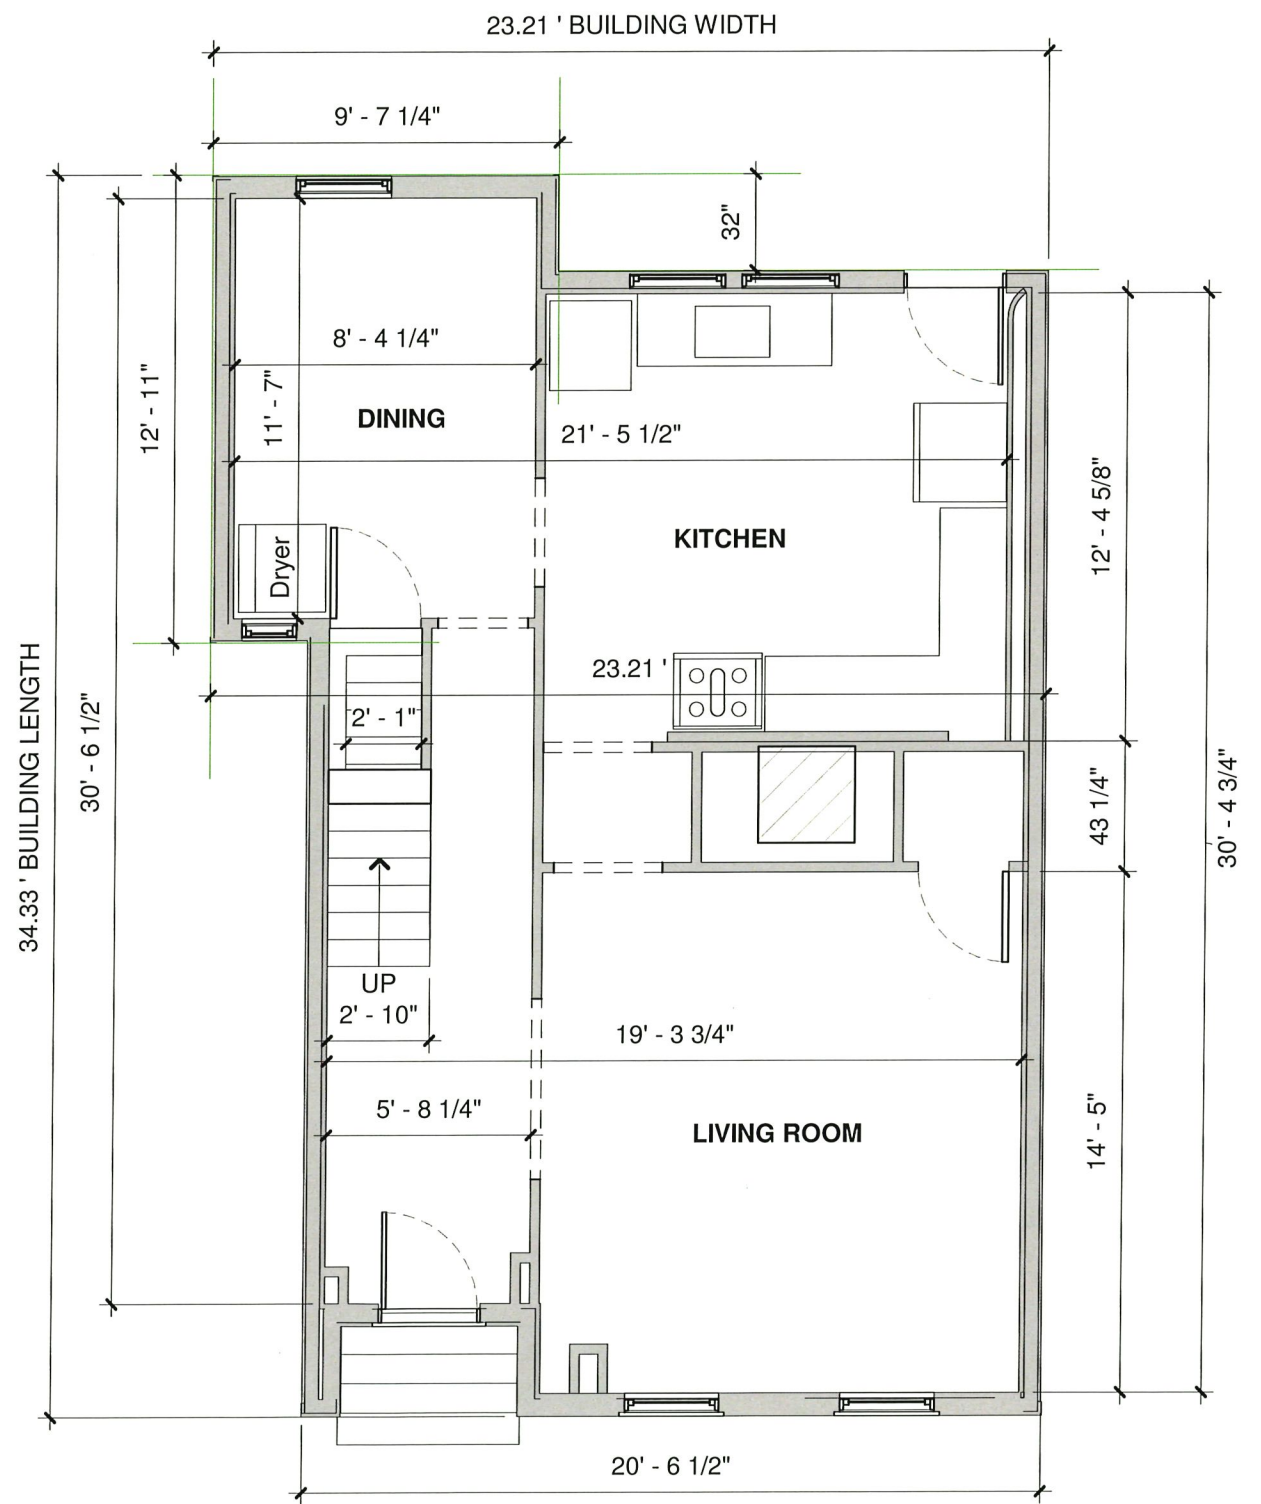 23.21 ' BUILDING WIDTH
9' - 7 1/4"
32"
8' - 4 1/4"
12' - 11"
11' - 7"
DINING
21' - 5 1/2"
12' - 4 5/8"
KITCHEN
Dryer
23.21 '
2' - 1"
34.33 ' BUILDING LENGTH
30' - 6 1/2"
43 1/4"
30' - 4 3/4"
UP
2' - 10"
19' - 3 3/4"
5' - 8 1/4"
LIVING ROOM
14' - 5"
20' - 6 1/2"